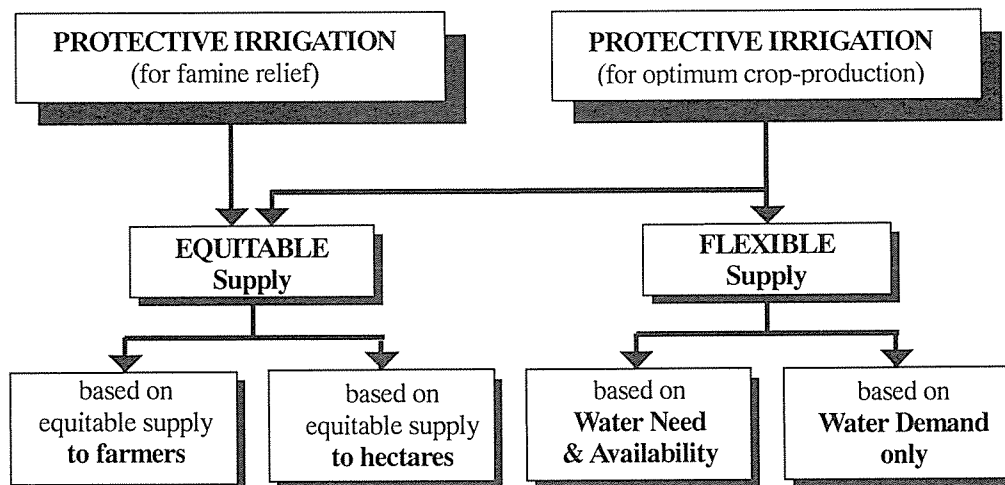 PROTECTIVE IRRIGATION
(for famine relief)
PROTECTIVE IRRIGATION
(for optimum crop-production)
EQUITABLE
Supply
FLEXIBLE
Supply
based on
equitable supply
to farmers
based on
equitable supply
to hectares
based on
Water Need
& Availability
based on
Water Demand
only